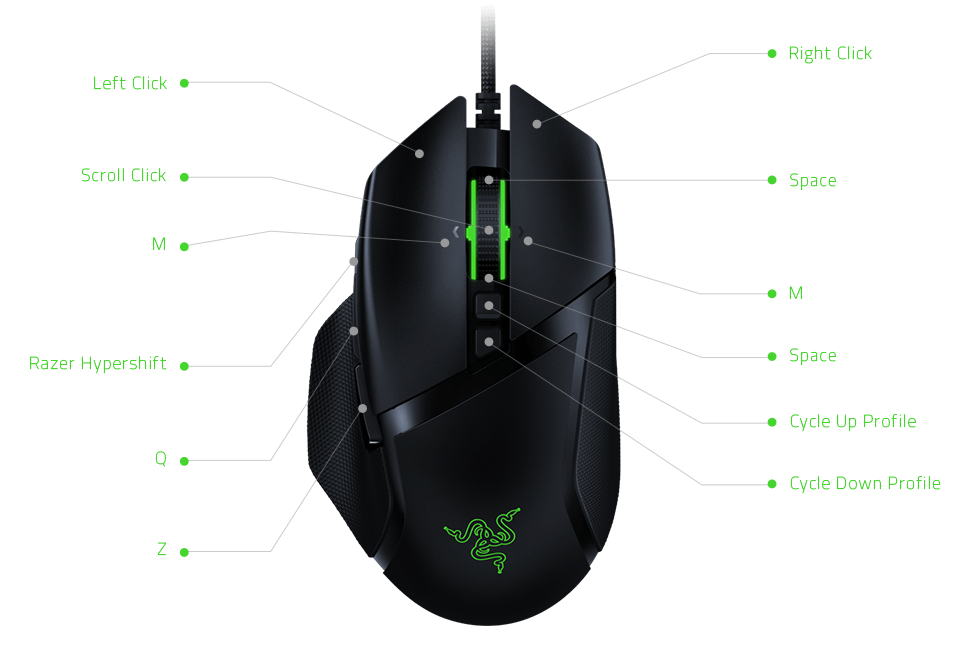 Left Click
Scroll Click
M
Razer Hypershift
Q
Z
Right Click
Space
M
Space
Cycle Up Profile
Cycle Down Profile